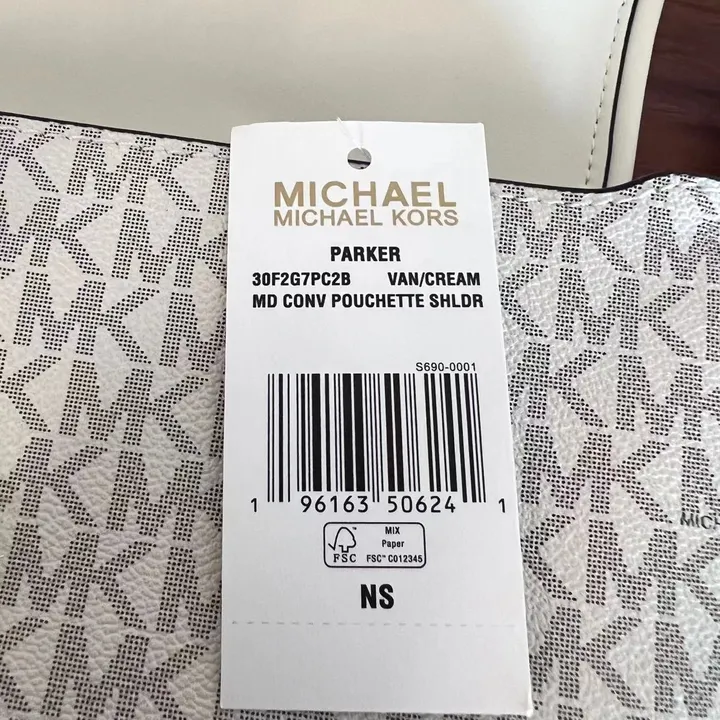 MICHAEL
MICHAEL KORS
PARKER
30F2G7PC2B VAN/CREAM
MD CONV POUCHETTE SHLDR
S690-0001
1 96163 50624 1
FSC
MIX
Paper
FSC™ C012345
NS
MIC